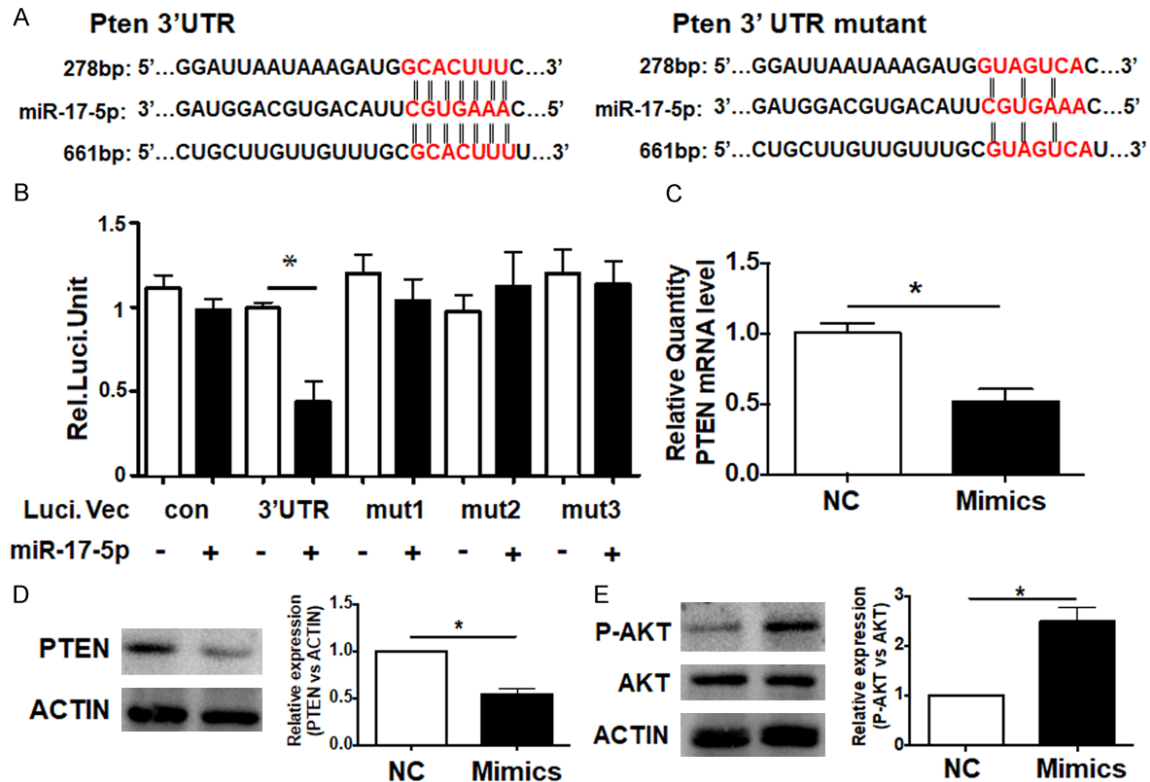 A
Pten 3'UTR
278bp: 5'...GGAUUAAUAAAGAUGGCACUUUC...3'
miR-17-5p: 3'...GAUGGACGUGACAUUCGUGAAAC...5'
661bp: 5'...CUGCUUGUUGUUUGCGCACUUUU...3'
Pten 3' UTR mutant
278bp: 5'...GGAUUAAUAAAGAUGGUAGUCAC...3'
miR-17-5p: 3'...GAUGGACGUGACAUUCGUGAAAC...5'
661bp: 5'...CUGCUUGUUGUUUGCGUAGUCAU...3'
B
Rel.Luci.Unit
1.5
1
0.5
0
Luci.Vec con 3'UTR mut1 mut2 mut3
miR-17-5p - + - + - + - + - +
*
C
Relative Quantity
PTEN mRNA level
1.5
1.0
0.5
0.0
*
NC Mimics
D
PTEN
ACTIN
Relative expression
(PTEN vs ACTIN)
1.5
1.0
0.5
0.0
*
NC Mimics
E
P-AKT
AKT
ACTIN
Relative expression
(P-AKT vs AKT)
3
2
1
0
*
NC Mimics